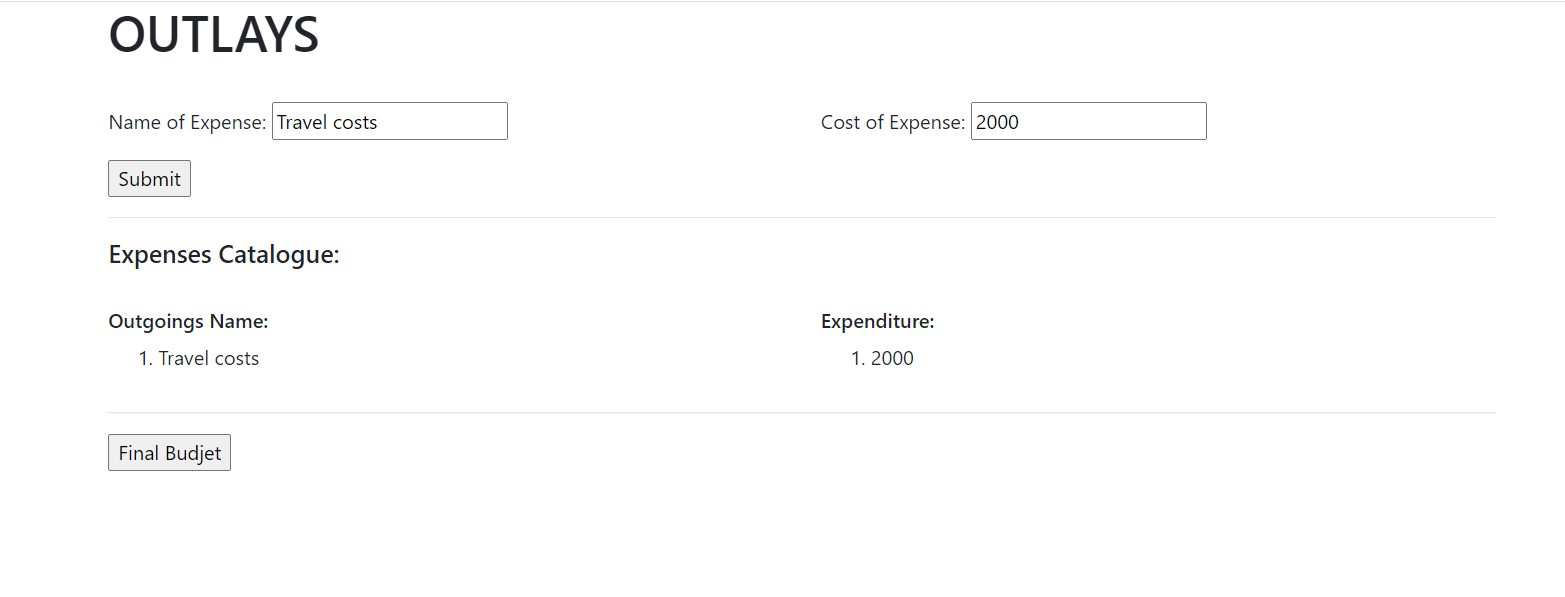 OUTLAYS
Name of Expense: Travel costs
Cost of Expense: 2000
Submit
Expenses Catalogue:
Outgoings Name:
1. Travel costs
Expenditure:
1. 2000
Final Budjet